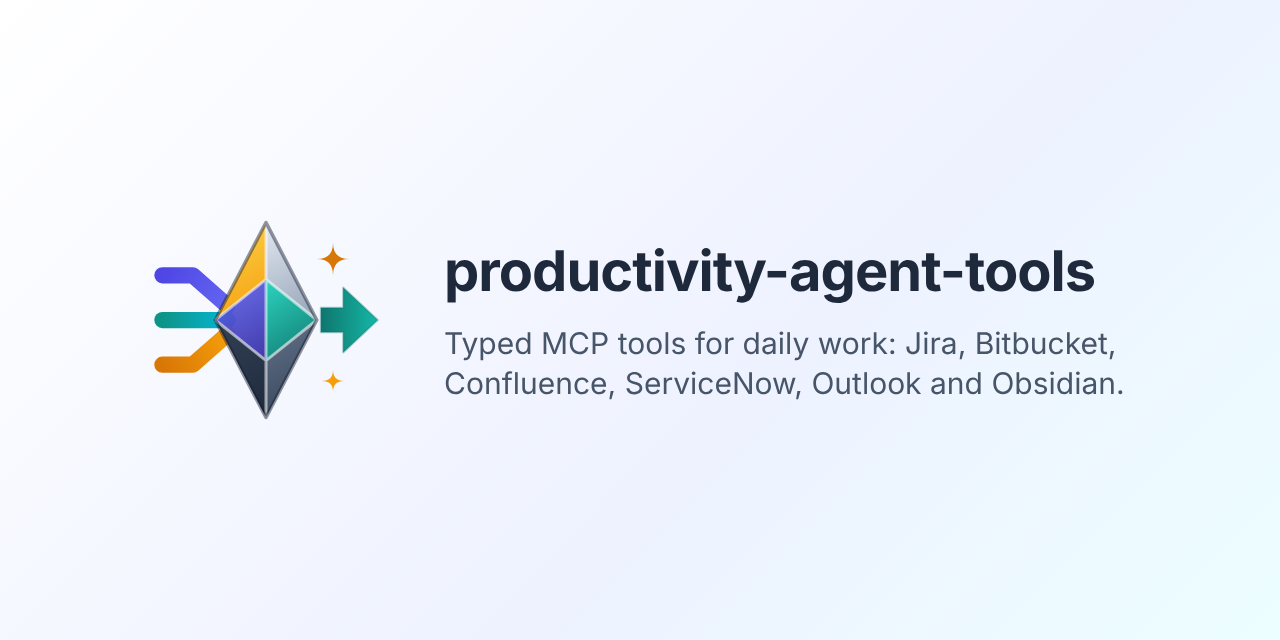 productivity-agent-tools
Typed MCP tools for daily work: Jira, Bitbucket,
Confluence, ServiceNow, Outlook and Obsidian.